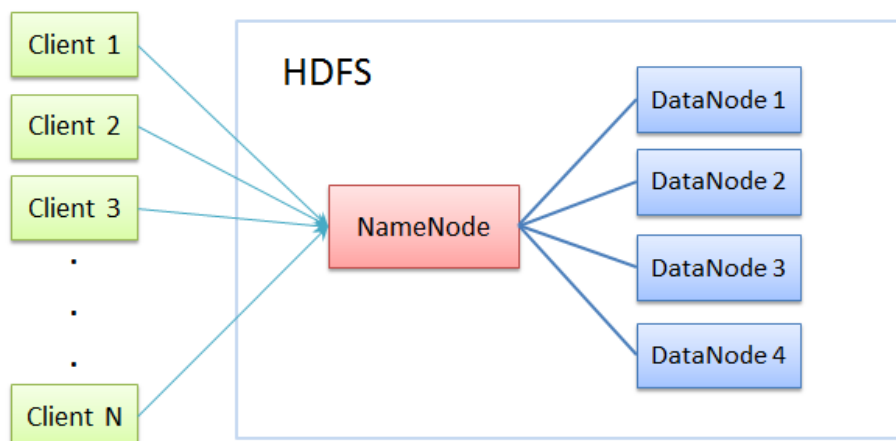 Client 1
Client 2
Client 3
.
.
.
Client N
HDFS
NameNode
DataNode 1
DataNode 2
DataNode 3
DataNode 4